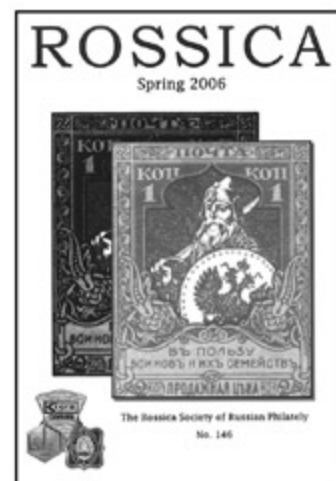 ROSSICA
Spring 2006
ПОЧТА
КОП КОП
1 1
ВЪ ПОЛЬЗУ
ВОИНОВЪ И ИХЪ СЕМЕЙСТВЪ
ПРОДАЖНАЯ ЦѢНА
The Rossica Society of Russian Philately
No. 146